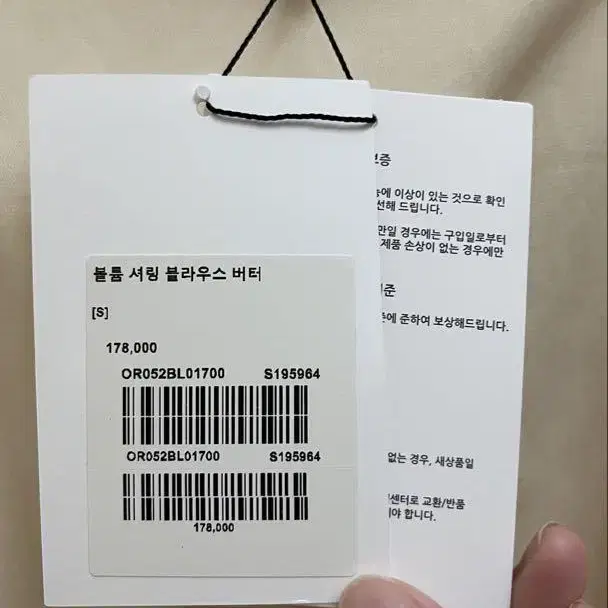 볼륨 셔링 블라우스 버터
[S]
178,000
OR052BL01700 S195964
OR052BL01700 S195964
178,000
보증
에 이상이 있는 것으로 확인
선해 드립니다.
만일 경우에는 구입일로부터
제품 손상이 없는 경우에만
준
에 준하여 보상해드립니다.
없는 경우, 새상품일
센터로 교환/반품
야 합니다.